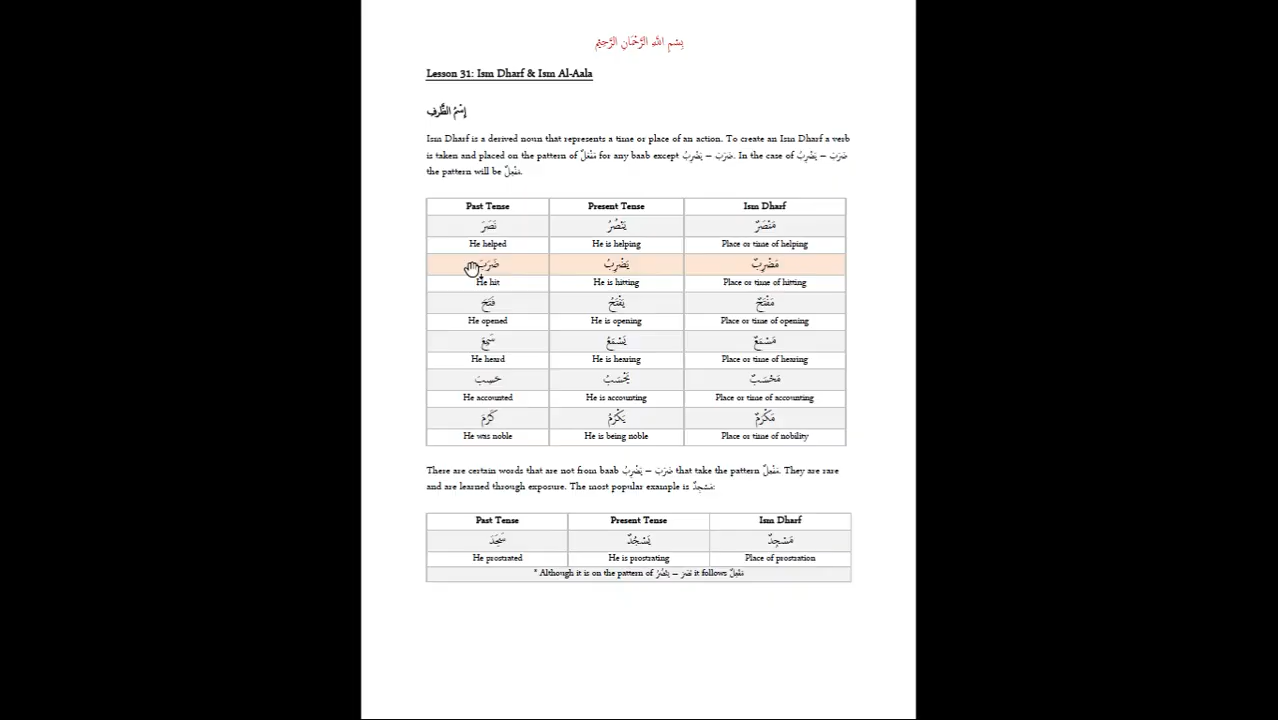 بِسْمِ اللَّهِ الرَّحْمَانِ الرَّحِيْمِ
Lesson 31: Ism Dharf & Ism Al-Aala
إِسْمُ الظَّرفِ
Ism Dharf is a derived noun that represents a time or place of an action. To create an Ism Dharf a verb
is taken and placed on the pattern of مَفْعَلٌ for any baab except ضَرَبَ – يَضْرِبُ. In the case of ضَرَبَ – يَضْرِبُ
the pattern will be مَفْعِلٌ.
Past Tense Present Tense Ism Dharf
نَصَرَ يَنْصُرُ مَنْصَرٌ
He helped He is helping Place or time of helping
ضَرَبَ يَضْرِبُ مَضْرِبٌ
He hit He is hitting Place or time of hitting
فَتَحَ يَفْتَحُ مَفْتَحٌ
He opened He is opening Place or time of opening
سَمِعَ يَسْمَعُ مَسْمَعٌ
He heard He is hearing Place or time of hearing
حَسِبَ يَحْسَبُ مَحْسَبٌ
He accounted He is accounting Place or time of accounting
كَرُمَ يَكْرَمُ مَكْرَمٌ
He was noble He is being noble Place or time of nobility
There are certain words that are not from baab ضَرَبَ – يَضْرِبُ that take the pattern مَفْعِلٌ. They are rare
and are learned through exposure. The most popular example is مَسْجِدٌ:
Past Tense Present Tense Ism Dharf
سَجَدَ يَسْجُدٌ مَسْجِدٌ
He prostrated He is prostrating Place of prostration
* Although it is on the pattern of نَصَرَ – يَنْصُرُ it follows مَفْعِلٌ